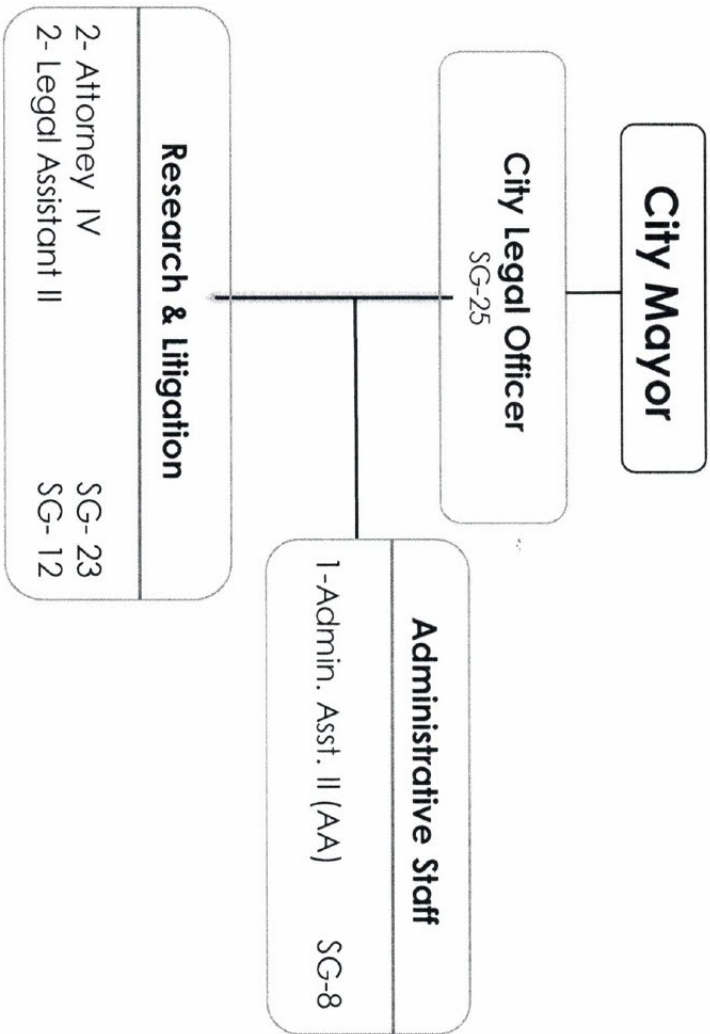 City Mayor
City Legal Officer
SG-25
Administrative Staff
1-Admin. Asst. II (AA) SG-8
Research & Litigation
2- Attorney IV SG- 23
2- Legal Assistant II SG- 12